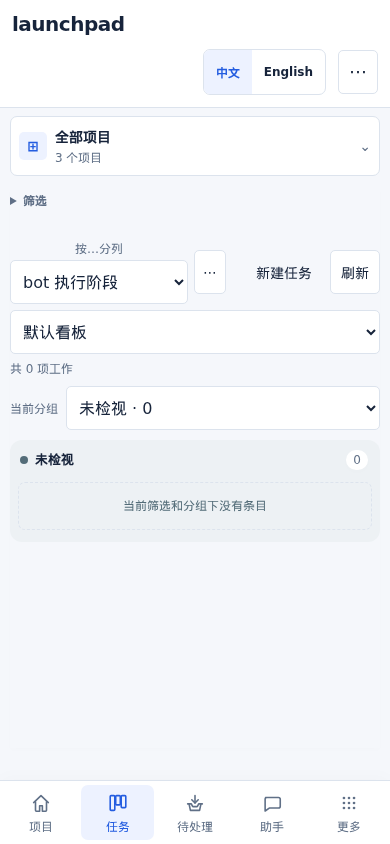 launchpad
中文
English
...
全部项目
3 个项目
筛选
按...分列
bot 执行阶段
...
新建任务
刷新
默认看板
共 0 项工作
当前分组
未检视 · 0
未检视
0
当前筛选和分组下没有条目
项目
任务
待处理
助手
更多